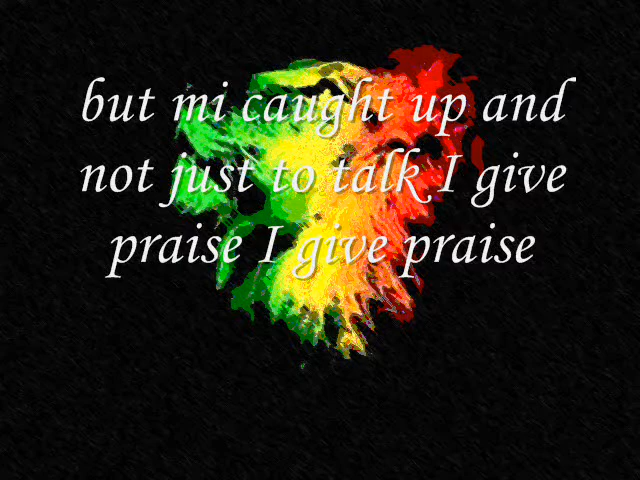 but mi caught up and
not just to talk I give
praise I give praise